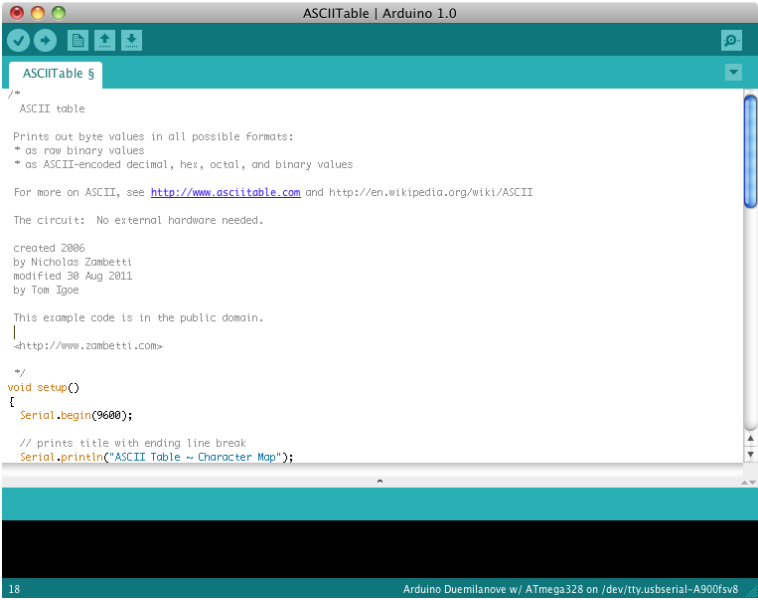 ASCIITable | Arduino 1.0
ASCIITable §
/*
ASCII table
Prints out byte values in all possible formats:
* as raw binary values
* as ASCII-encoded decimal, hex, octal, and binary values
For more on ASCII, see http://www.asciitable.com and http://en.wikipedia.org/wiki/ASCII
The circuit:  No external hardware needed.
created 2006
by Nicholas Zambetti
modified 30 Aug 2011
by Tom Igoe
This example code is in the public domain.
<http://www.zambetti.com>
*/
void setup()
{
Serial.begin(9600);
// prints title with ending line break
Serial.println("ASCII Table ~ Character Map");
18
Arduino Duemilanove w/ ATmega328 on /dev/tty.usbserial-A900fsv8